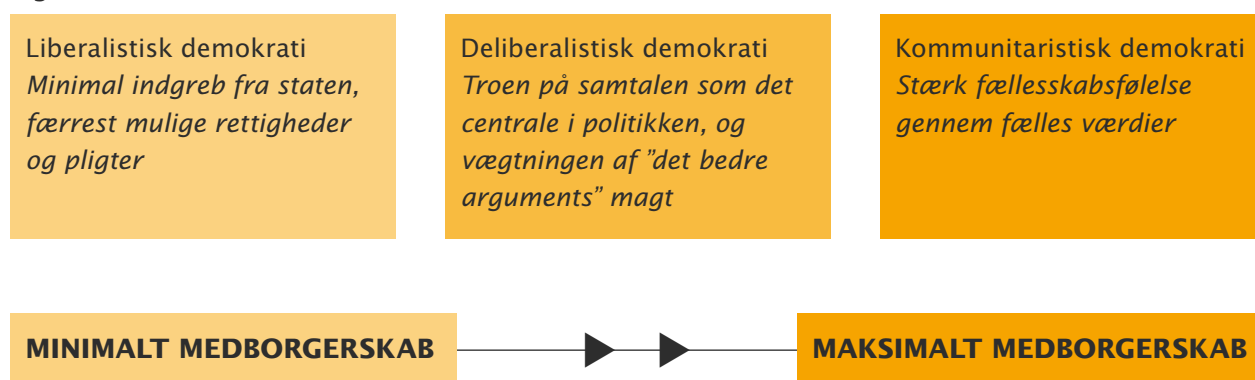 Liberalistisk demokrati
Minimal indgreb fra staten,
færrest mulige rettigheder
og pligter
Deliberalistisk demokrati
Troen på samtalen som det
centrale i politikken, og
vægtningen af ”det bedre
arguments” magt
Kommunitaristisk demokrati
Stærk fællesskabsfølelse
gennem fælles værdier
MINIMALT MEDBORGERSKAB
MAKSIMALT MEDBORGERSKAB